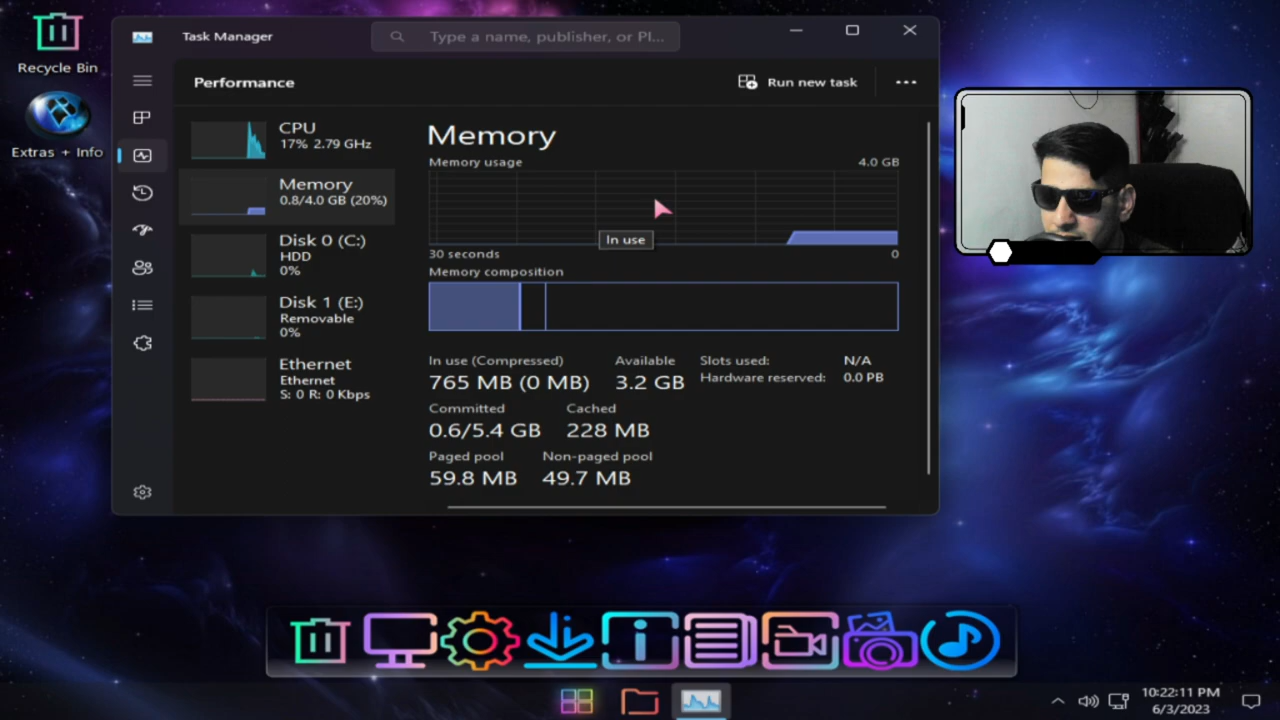 Recycle Bin
Extras + Info
Task Manager
Type a name, publisher, or PI...
Performance
Run new task
CPU
17% 2.79 GHz
Memory
0.8/4.0 GB (20%)
Disk 0 (C:)
HDD
0%
Disk 1 (E:)
Removable
0%
Ethernet
Ethernet
S: 0 R: 0 Kbps
Memory
Memory usage
4.0 GB
In use
30 seconds
0
Memory composition
In use (Compressed)
765 MB (0 MB)
Available
3.2 GB
Slots used:
N/A
Hardware reserved:
0.0 PB
Committed
0.6/5.4 GB
Cached
228 MB
Paged pool
59.8 MB
Non-paged pool
49.7 MB
10:22:11 PM
6/3/2023